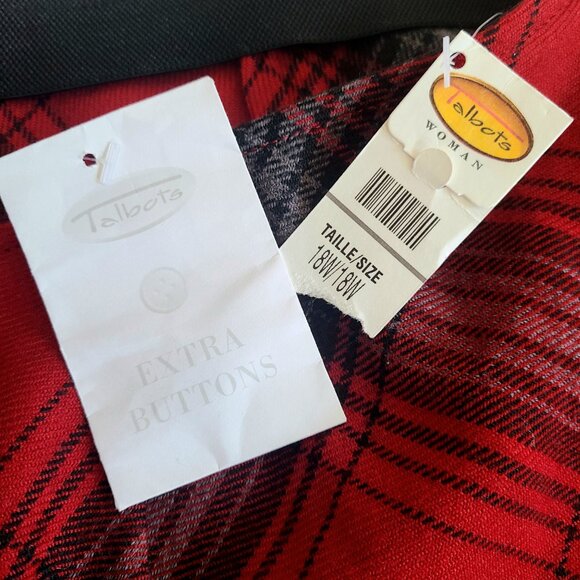 Talbots
EXTRA
BUTTONS
Talbots
WOMAN
TAILLE/SIZE
18W/18W